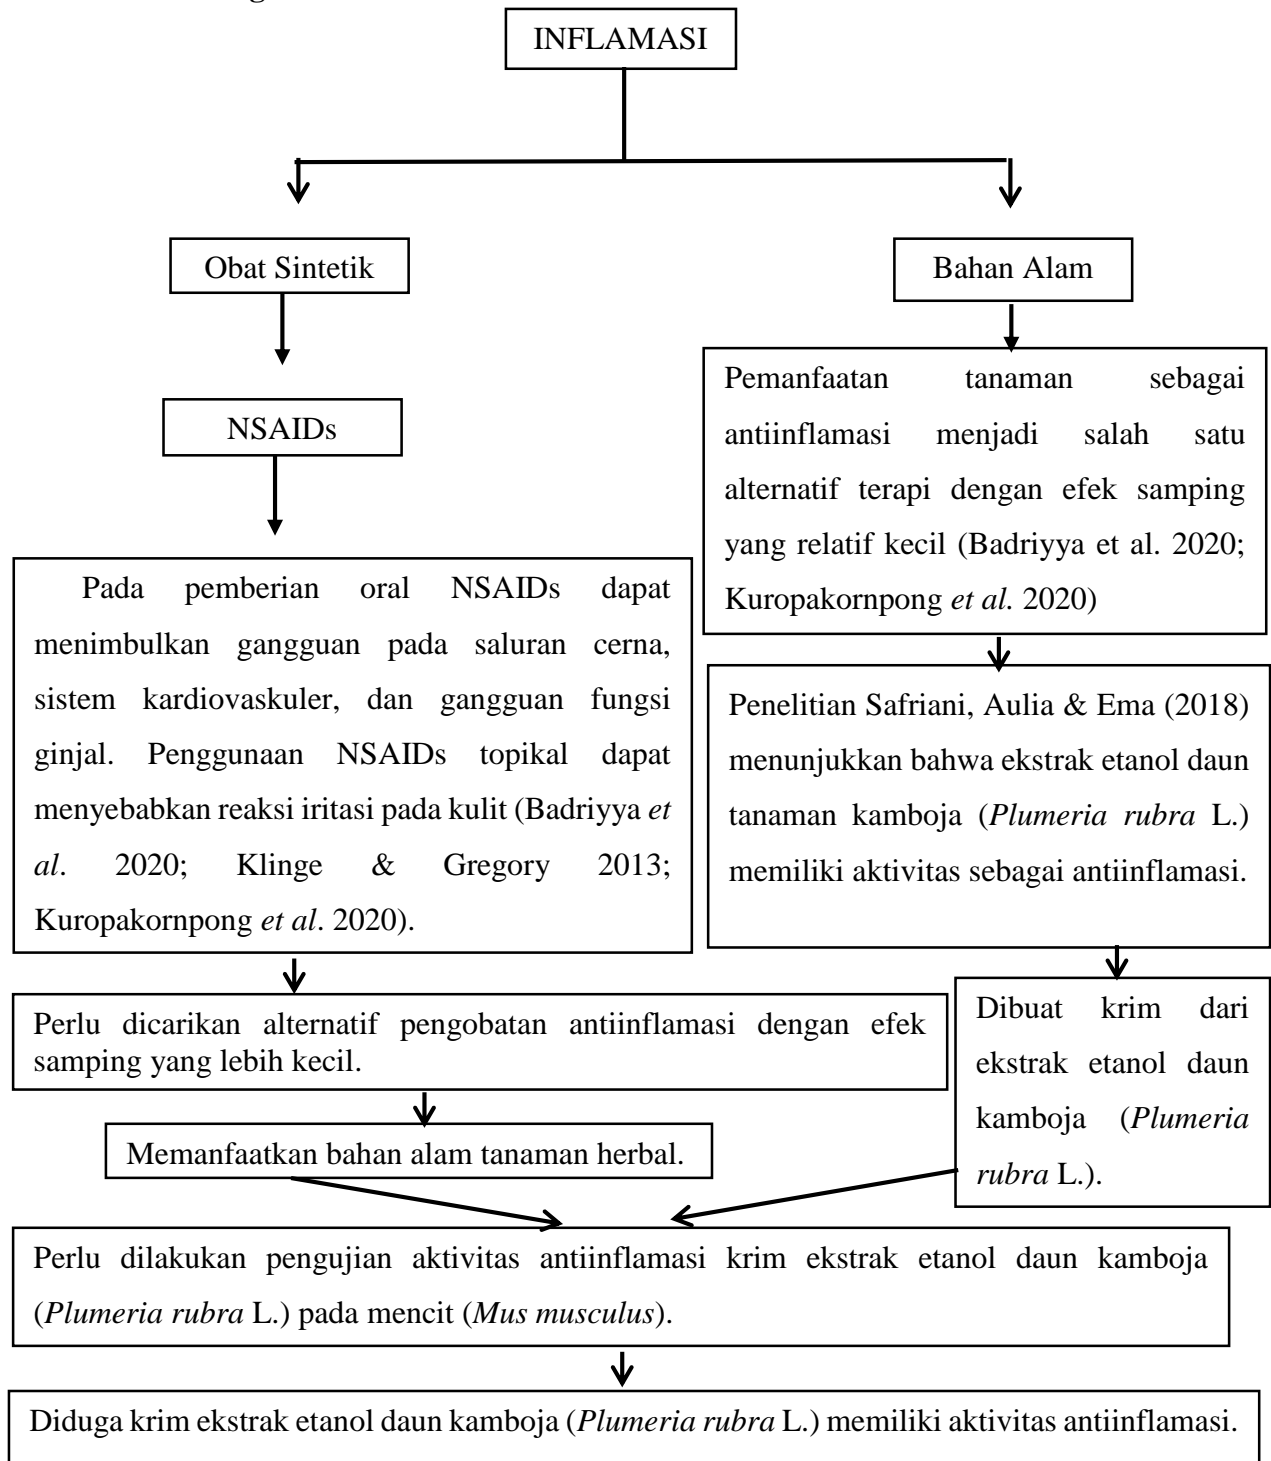 INFLAMASI
Obat Sintetik
Bahan Alam
NSAIDs
Pemanfaatan tanaman sebagai
antiinflamasi menjadi salah satu
alternatif terapi dengan efek samping
yang relatif kecil (Badriyya et al. 2020;
Kuropakornpong et al. 2020)
Pada pemberian oral NSAIDs dapat
menimbulkan gangguan pada saluran cerna,
sistem kardiovaskuler, dan gangguan fungsi
ginjal. Penggunaan NSAIDs topikal dapat
menyebabkan reaksi iritasi pada kulit (Badriyya et
al. 2020; Klinge & Gregory 2013;
Kuropakornpong et al. 2020).
Penelitian Safriani, Aulia & Ema (2018)
menunjukkan bahwa ekstrak etanol daun
tanaman kamboja (Plumeria rubra L.)
memiliki aktivitas sebagai antiinflamasi.
Perlu dicarikan alternatif pengobatan antiinflamasi dengan efek
samping yang lebih kecil.
Dibuat krim dari
ekstrak etanol daun
kamboja (Plumeria
rubra L.).
Memanfaatkan bahan alam tanaman herbal.
Perlu dilakukan pengujian aktivitas antiinflamasi krim ekstrak etanol daun kamboja
(Plumeria rubra L.) pada mencit (Mus musculus).
Diduga krim ekstrak etanol daun kamboja (Plumeria rubra L.) memiliki aktivitas antiinflamasi.